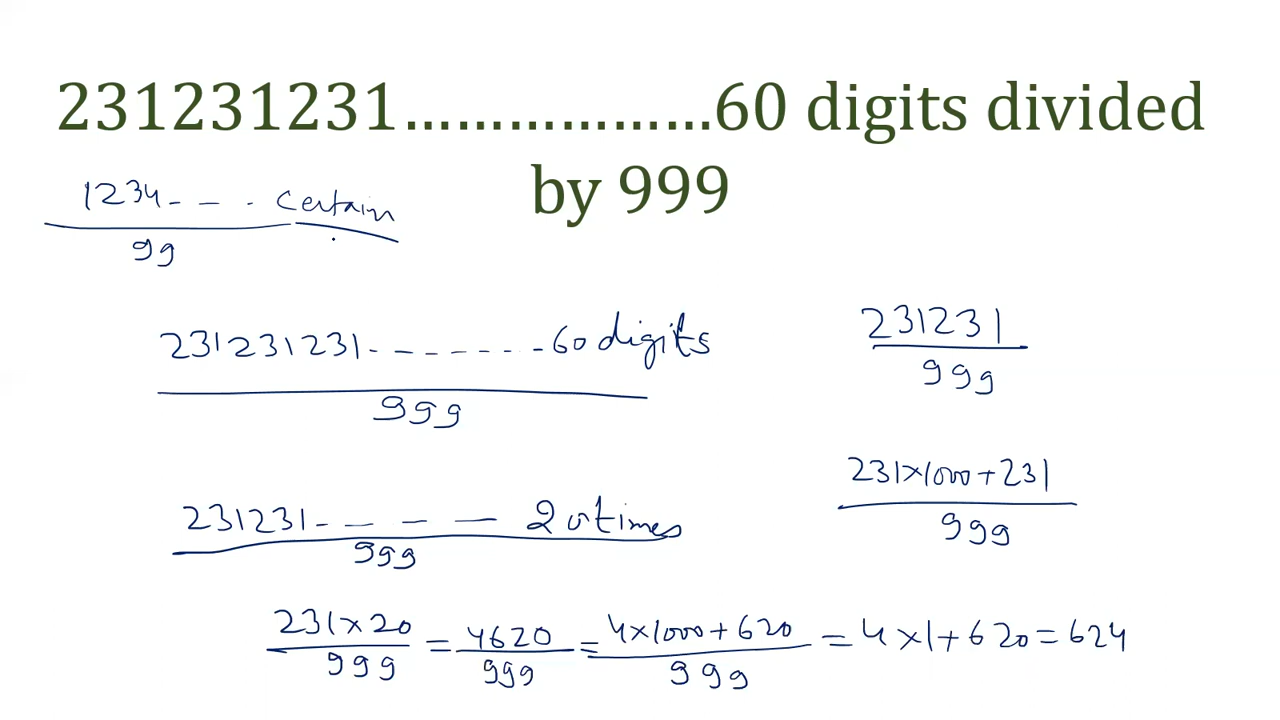 231231231..................60 digits divided
by 999
1234- - - certain
99
231231231- - - - - - - -60 digits
999
231231
999
231×1000+231
999
231231- — — — 20 times
999
231×20/999 = 4620/999 = 4×1000+620/999 = 4×1+620=624